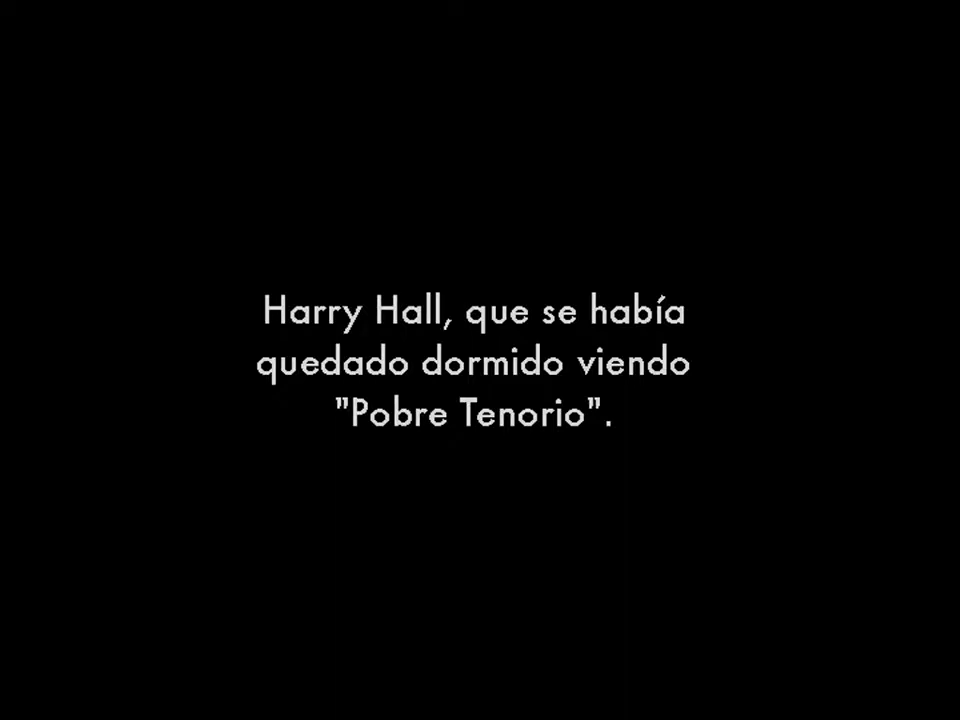 Harry Hall, que se había
quedado dormido viendo
"Pobre Tenorio".